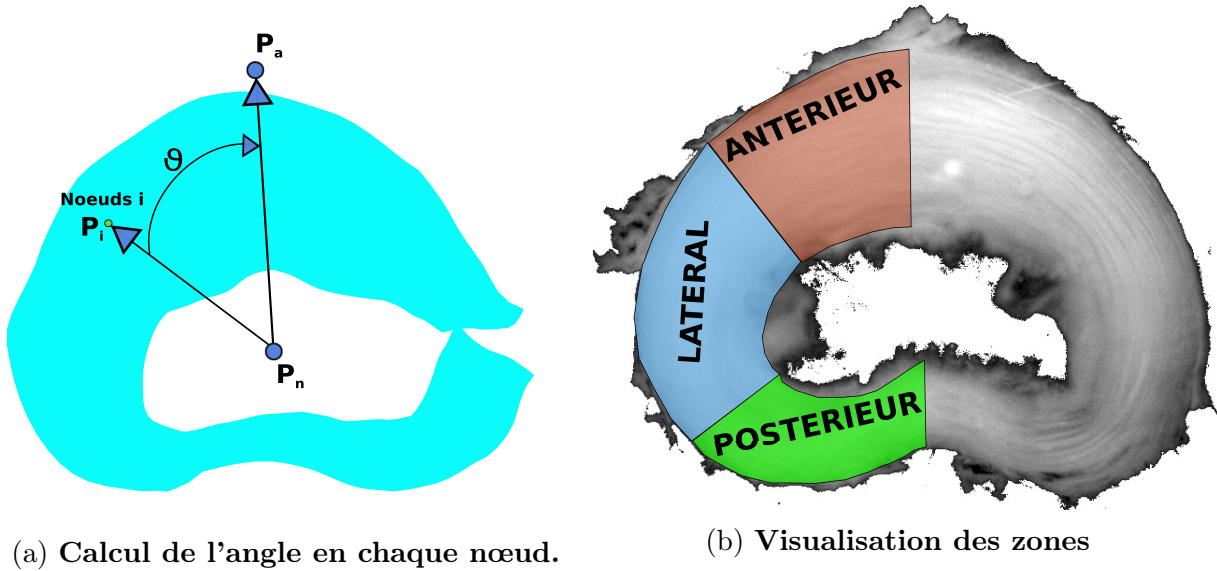 Pa
ϑ
Noeuds i
Pi
Pn
ANTERIEUR
LATERAL
POSTERIEUR
(a) Calcul de l'angle en chaque nœud.
(b) Visualisation des zones